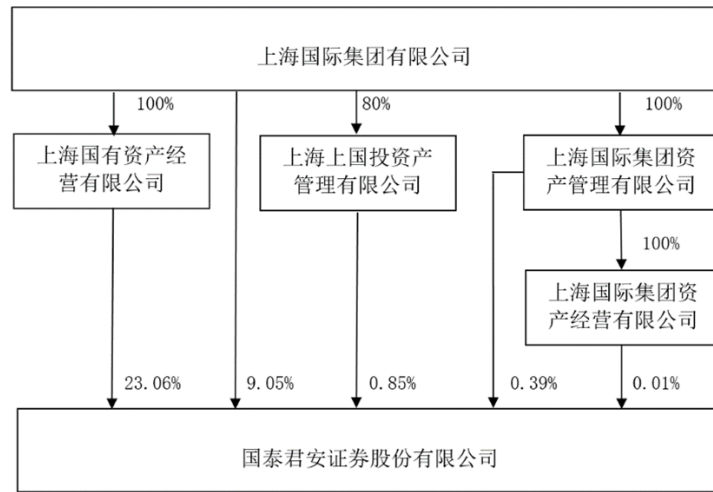 上海国际集团有限公司
100%
80%
100%
上海国有资产经
营有限公司
上海上国投资产
管理有限公司
上海国际集团资
产管理有限公司
100%
上海国际集团资
产经营有限公司
23.06%
9.05%
0.85%
0.39%
0.01%
国泰君安证券股份有限公司